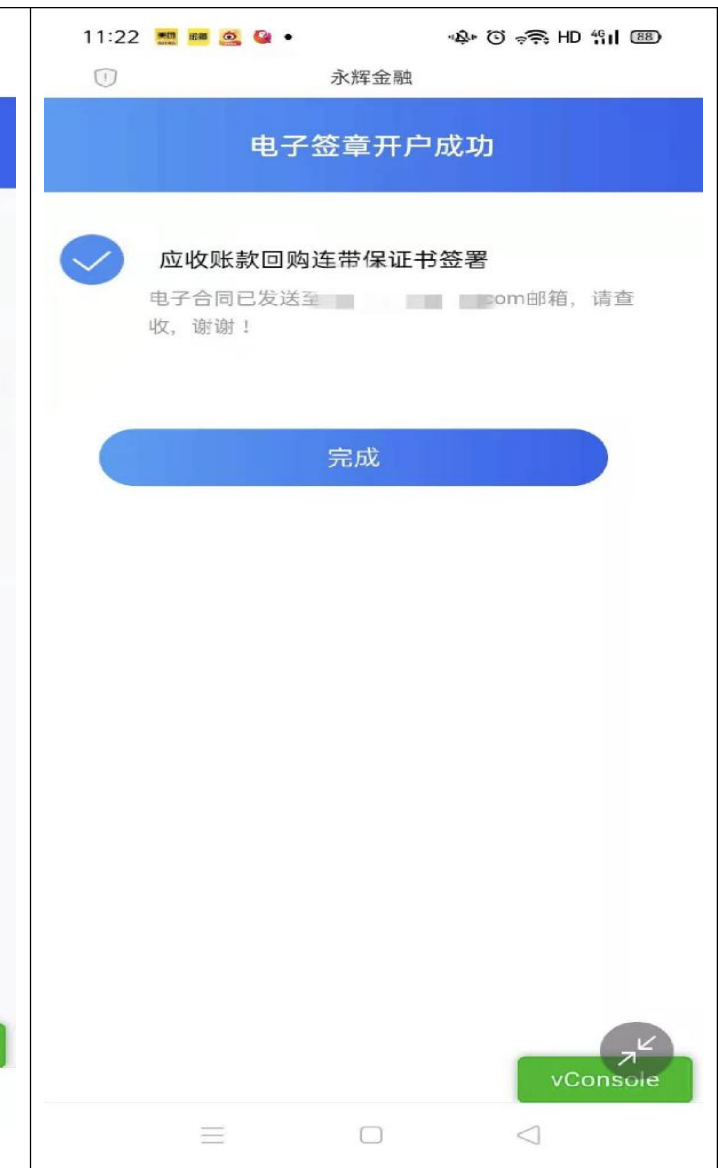 11:22
HD 4G 88
永辉金融
电子签章开户成功
应收账款回购连带保证书签署
电子合同已发送至 com邮箱，请查
收，谢谢！
完成
vConsole